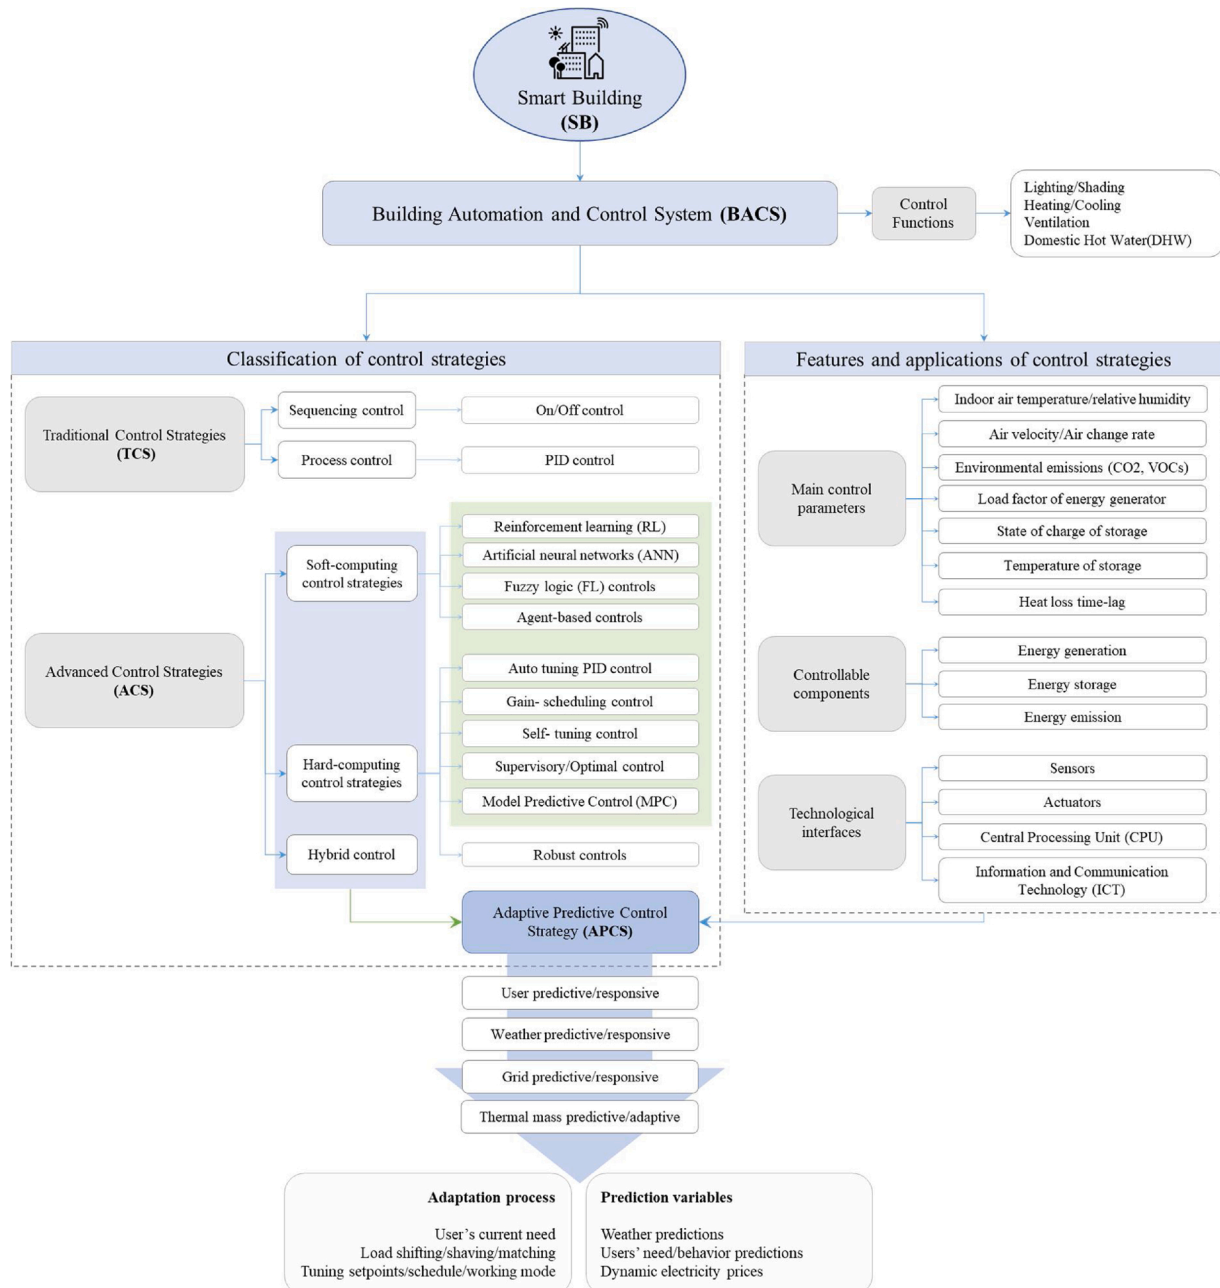 Smart Building
(SB)
Building Automation and Control System (BACS)
Control
Functions
Lighting/Shading
Heating/Cooling
Ventilation
Domestic Hot Water(DHW)
Classification of control strategies
Traditional Control Strategies
(TCS)
Sequencing control
On/Off control
Process control
PID control
Advanced Control Strategies
(ACS)
Soft-computing
control strategies
Reinforcement learning (RL)
Artificial neural networks (ANN)
Fuzzy logic (FL) controls
Agent-based controls
Hard-computing
control strategies
Auto tuning PID control
Gain- scheduling control
Self- tuning control
Supervisory/Optimal control
Model Predictive Control (MPC)
Robust controls
Hybrid control
Features and applications of control strategies
Main control
parameters
Indoor air temperature/relative humidity
Air velocity/Air change rate
Environmental emissions (CO2, VOCs)
Load factor of energy generator
State of charge of storage
Temperature of storage
Heat loss time-lag
Controllable
components
Energy generation
Energy storage
Energy emission
Technological
interfaces
Sensors
Actuators
Central Processing Unit (CPU)
Information and Communication
Technology (ICT)
Adaptive Predictive Control
Strategy (APCS)
User predictive/responsive
Weather predictive/responsive
Grid predictive/responsive
Thermal mass predictive/adaptive
Adaptation process
User's current need
Load shifting/shaving/matching
Tuning setpoints/schedule/working mode
Prediction variables
Weather predictions
Users' need/behavior predictions
Dynamic electricity prices